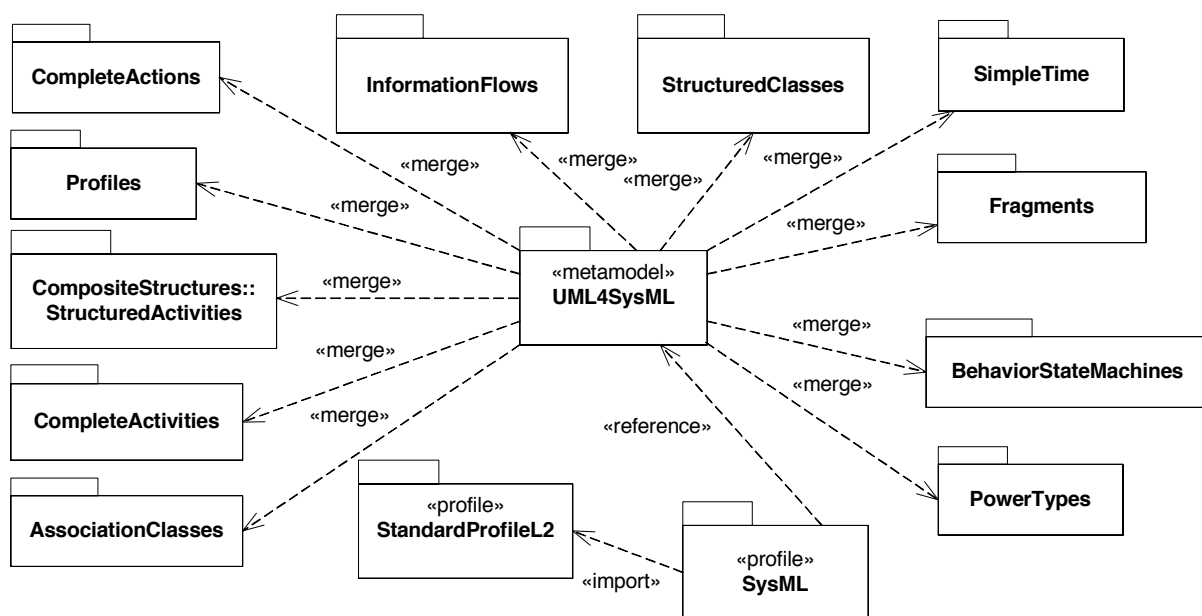 CompleteActions
InformationFlows
StructuredClasses
SimpleTime
Profiles
«merge»
«merge»
«merge»
«merge»
«merge»
«merge»
«merge»
Fragments
CompositeStructures::
StructuredActivities
«merge»
«metamodel»
UML4SysML
«merge»
«merge»
BehaviorStateMachines
CompleteActivities
«merge»
«merge»
«reference»
AssociationClasses
«profile»
StandardProfileL2
«import»
«profile»
SysML
PowerTypes